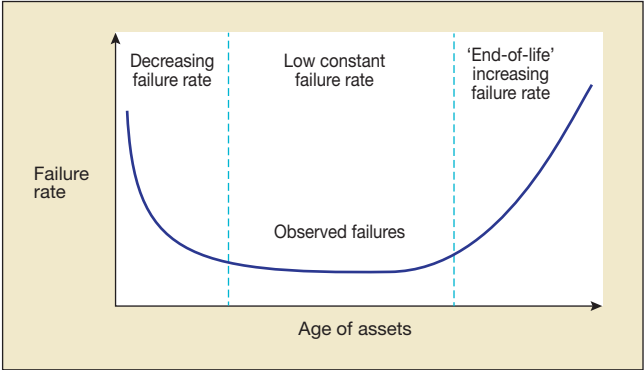 Decreasing
failure rate
Low constant
failure rate
‘End-of-life’
increasing
failure rate
Failure
rate
Observed failures
Age of assets